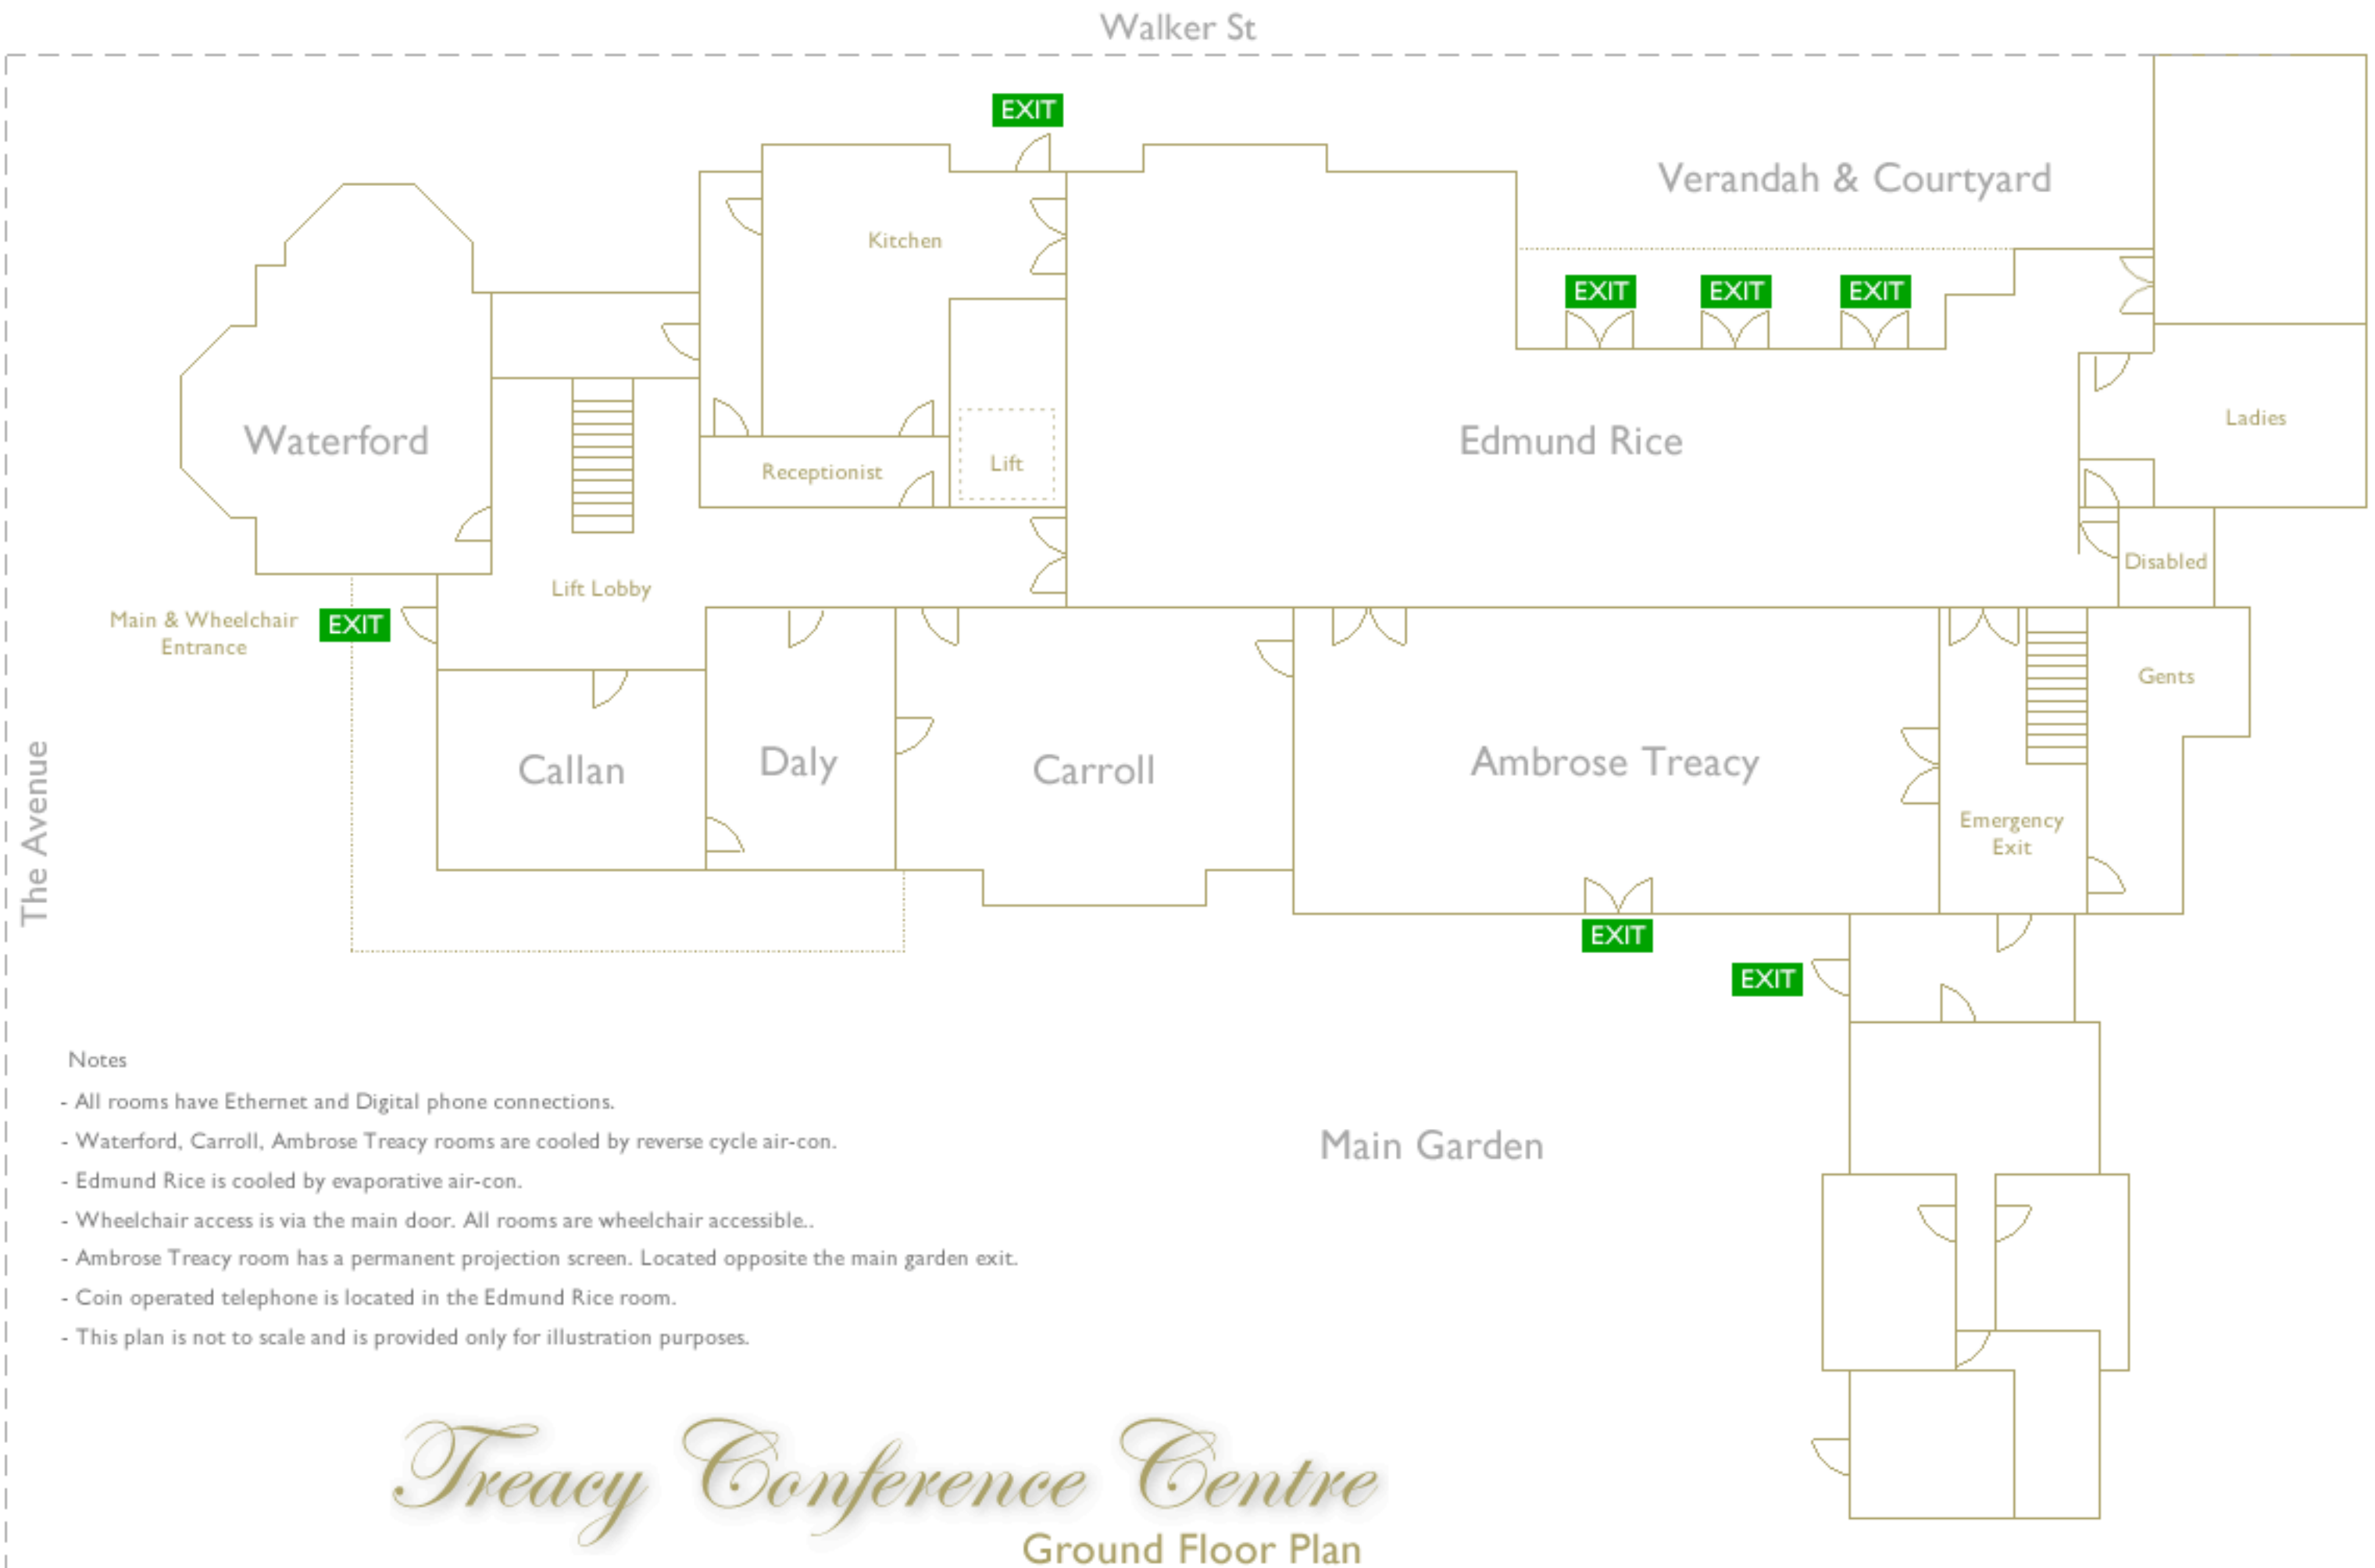 Walker St
EXIT
Verandah & Courtyard
Kitchen
EXIT
EXIT
EXIT
Waterford
Edmund Rice
Ladies
Receptionist
Lift
Disabled
Lift Lobby
Main & Wheelchair
Entrance
EXIT
Gents
Callan
Daly
Carroll
Ambrose Treacy
The Avenue
Emergency
Exit
EXIT
EXIT
Main Garden
Notes
- All rooms have Ethernet and Digital phone connections.
- Waterford, Carroll, Ambrose Treacy rooms are cooled by reverse cycle air-con.
- Edmund Rice is cooled by evaporative air-con.
- Wheelchair access is via the main door. All rooms are wheelchair accessible..
- Ambrose Treacy room has a permanent projection screen. Located opposite the main garden exit.
- Coin operated telephone is located in the Edmund Rice room.
- This plan is not to scale and is provided only for illustration purposes.
Treacy Conference Centre
Ground Floor Plan